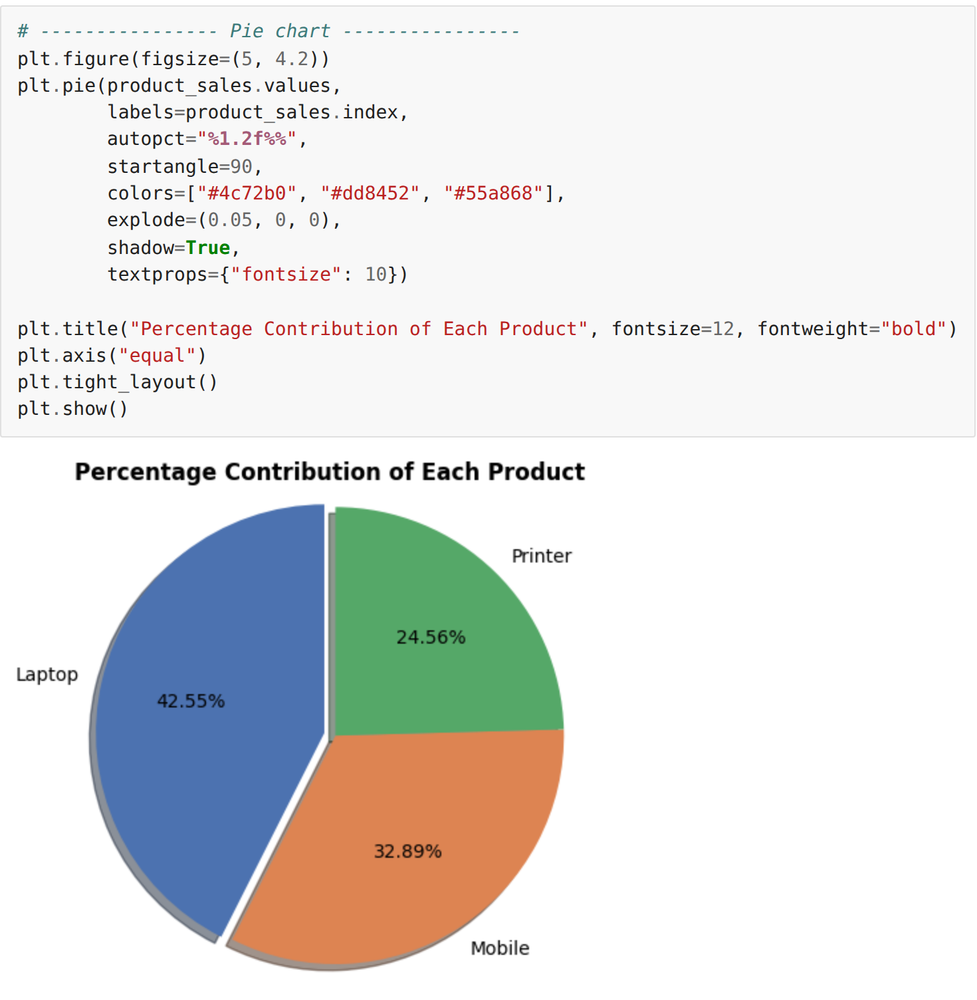 # ---------------- Pie chart ----------------
plt.figure(figsize=(5, 4.2))
plt.pie(product_sales.values,
        labels=product_sales.index,
        autopct="%1.2f%%",
        startangle=90,
        colors=["#4c72b0", "#dd8452", "#55a868"],
        explode=(0.05, 0, 0),
        shadow=True,
        textprops={"fontsize": 10})

plt.title("Percentage Contribution of Each Product", fontsize=12, fontweight="bold")
plt.axis("equal")
plt.tight_layout()
plt.show()
Percentage Contribution of Each Product
Printer
24.56%
Laptop
42.55%
32.89%
Mobile